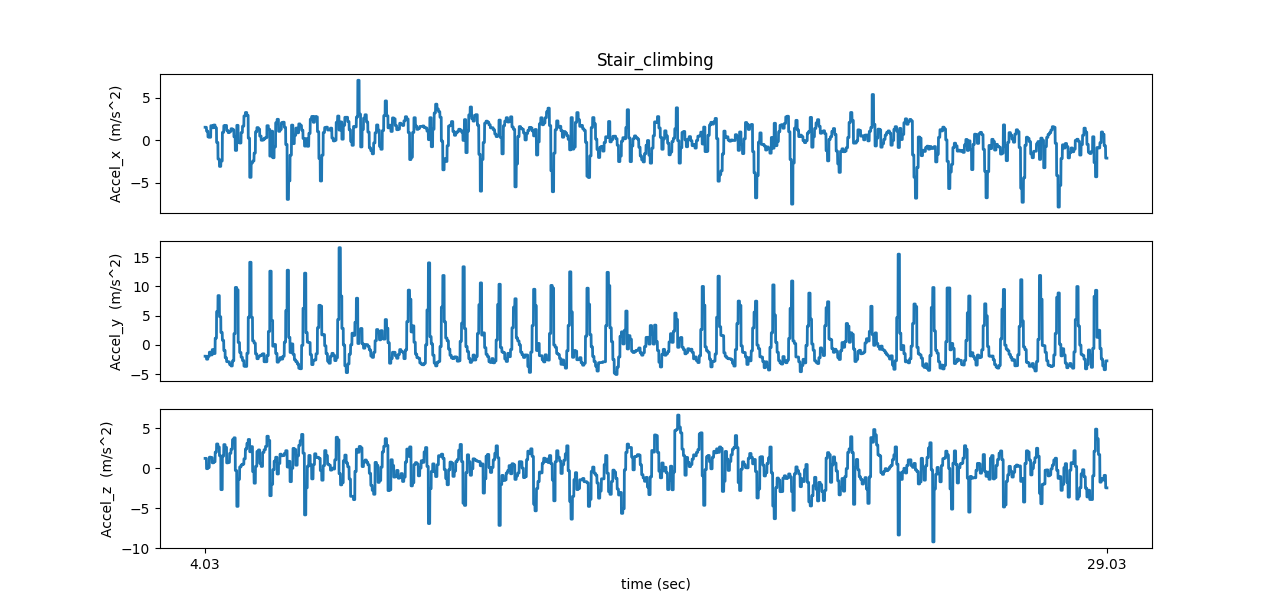 Stair_climbing
Accel_x (m/s^2)
5
0
−5
Accel_y (m/s^2)
15
10
5
0
−5
Accel_z (m/s^2)
5
0
−5
−10
4.03
29.03
time (sec)